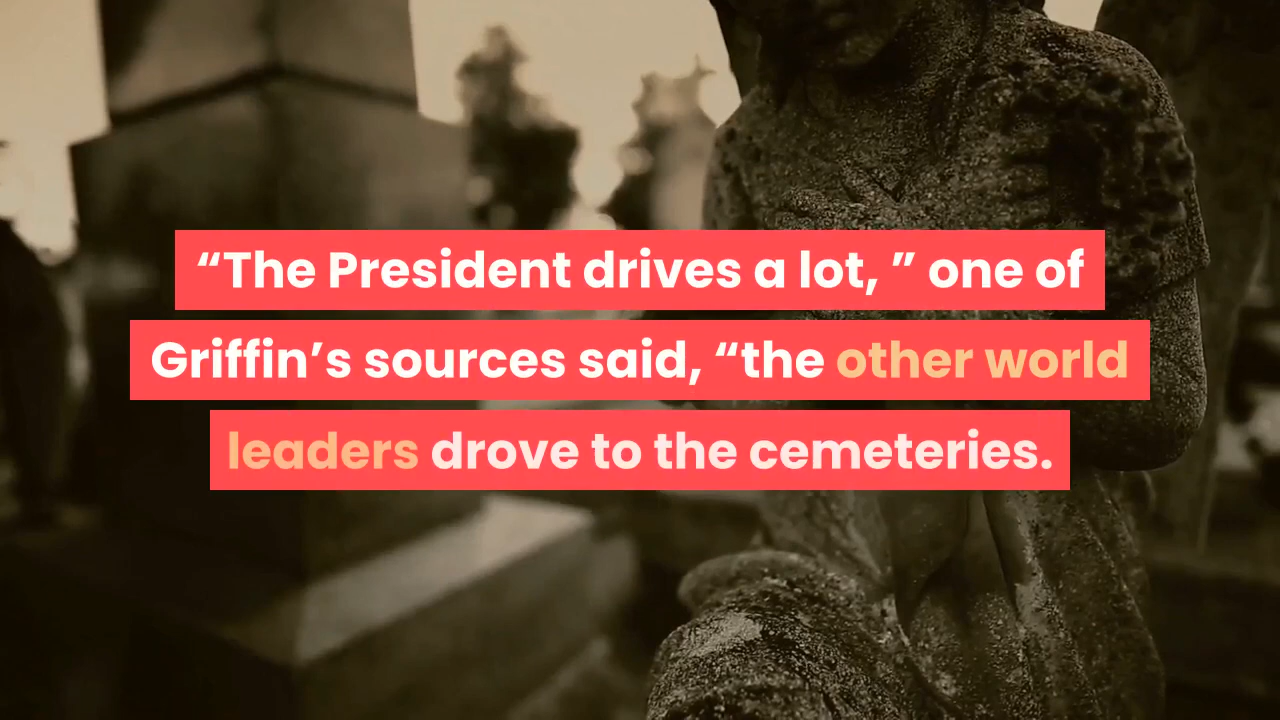 “The President drives a lot, ” one of
Griffin’s sources said, “the other world
leaders drove to the cemeteries.